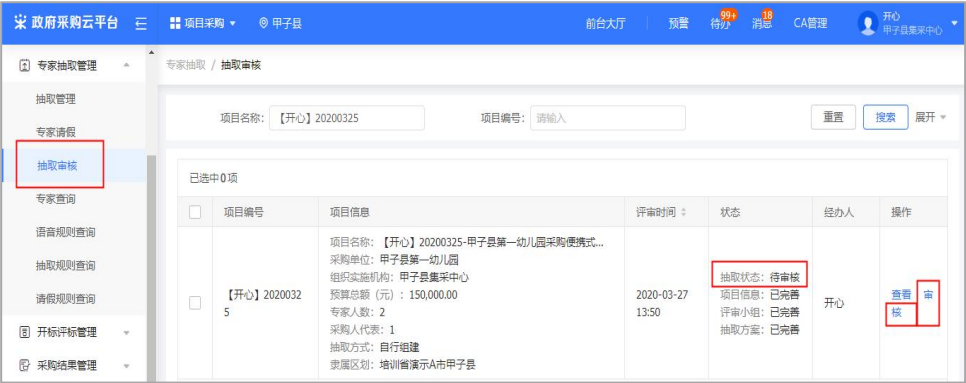 政府采购云平台 项目采购 甲子县 前台大厅 预警 待办 99+ 消息 18 CA管理 开心
甲子县集采中心
专家抽取管理
抽取管理
专家请假
抽取审核
专家查询
语音规则查询
抽取规则查询
请假规则查询
开标评标管理
采购结果管理
专家抽取 / 抽取审核
项目名称: 【开心】20200325 项目编号: 请输入 重置 搜索 展开
已选中0项
项目编号 项目信息 评审时间 状态 经办人 操作
【开心】2020032
5
项目名称: 【开心】20200325-甲子县第一幼儿园采购便携式...
采购单位: 甲子县第一幼儿园
组织实施机构: 甲子县集采中心
预算总额（元）: 150,000.00
专家人数: 2
采购人代表: 1
抽取方式: 自行组建
隶属区划: 培训省演示A市甲子县
2020-03-27
13:50
抽取状态: 待审核
项目信息: 已完善
评审小组: 已完善
抽取方案: 已完善
开心
查看 审
核